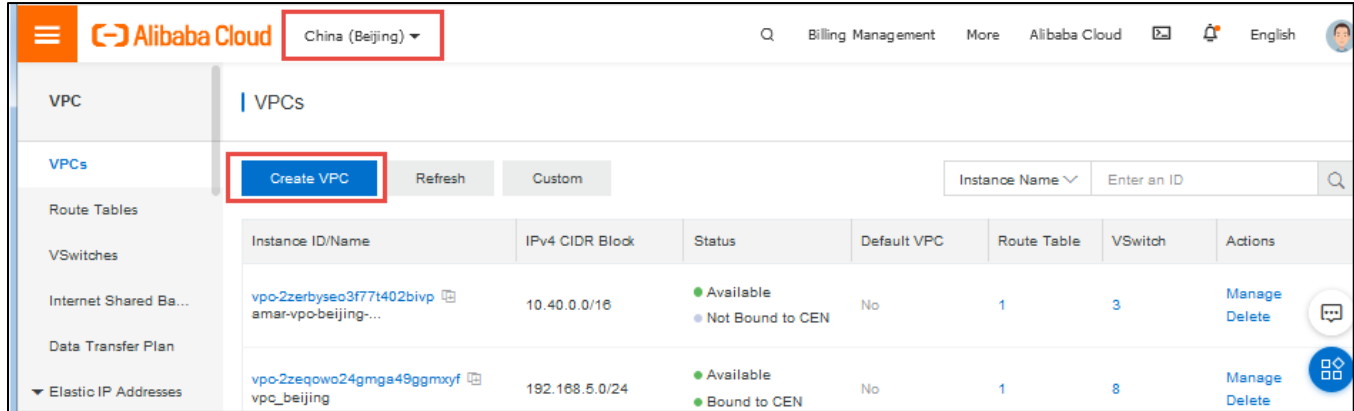 Alibaba Cloud
China (Beijing)
Billing Management
More
Alibaba Cloud
English
VPC
VPCs
VPCs
Route Tables
VSwitches
Internet Shared Ba...
Data Transfer Plan
Elastic IP Addresses
Create VPC
Refresh
Custom
Instance Name
Enter an ID
Instance ID/Name IPv4 CIDR Block Status Default VPC Route Table VSwitch Actions
vpc-2zerbyseo3f77t402bivp 10.40.0.0/16 Available No 1 3 Manage
amar-vpc-beijing-... Not Bound to CEN Delete
vpc-2zeqowo24gmga49ggmxyf 192.168.5.0/24 Available No 1 8 Manage
vpc_beijing Bound to CEN Delete